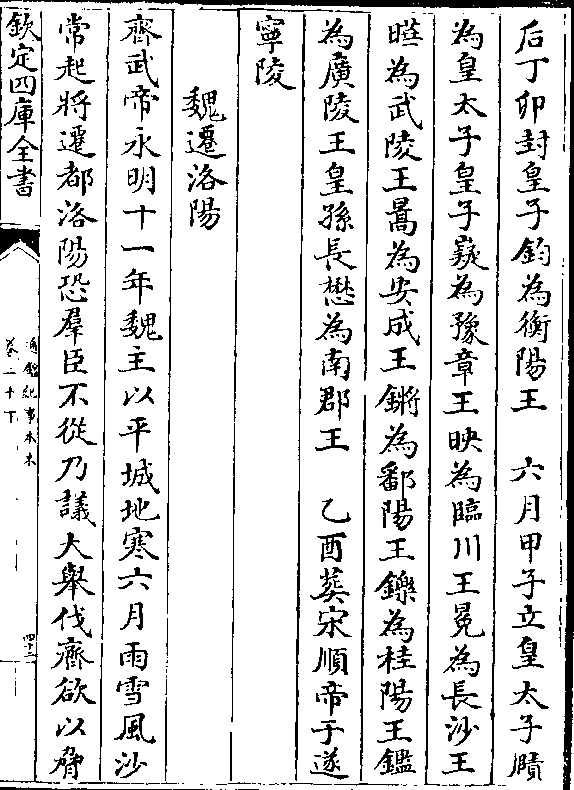 后丁卯封皇子鈞為衡陽王　六月甲子立皇太子賾
為皇太子皇子嶷為豫章王映為臨川王晃為長沙王
㬂為武陵王暠為安成王鏘為鄱陽王鑠為桂陽王鑑
為廣陵王皇孫長懋為南郡王　乙酉葬宋順帝于遂
寧陵
魏遷洛陽
齊武帝永明十一年魏主以平城地寒六月雨雪風沙
常起將遷都洛陽恐羣臣不從乃議大舉伐齊欲以脅
欽定四庫全書
通鑑紀事本末
卷二十下
四十三